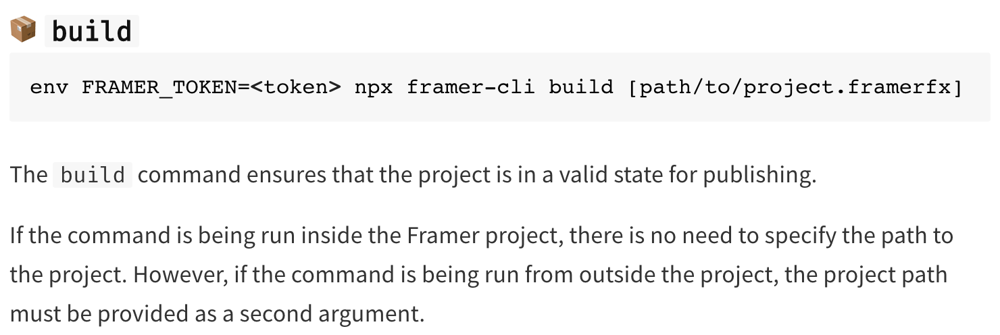 📦 build
env FRAMER_TOKEN=<token> npx framer-cli build [path/to/project.framerfx]
The build command ensures that the project is in a valid state for publishing.
If the command is being run inside the Framer project, there is no need to specify the path to
the project. However, if the command is being run from outside the project, the project path
must be provided as a second argument.